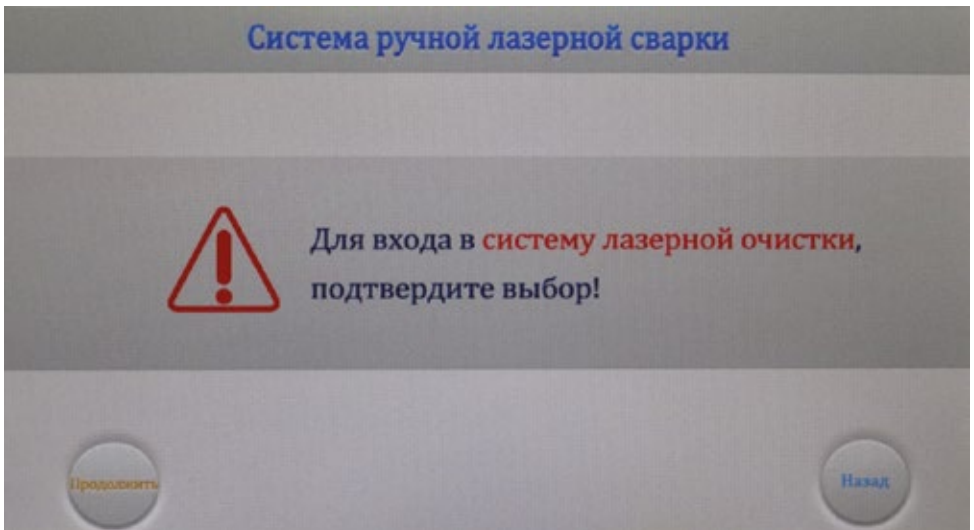 Система ручной лазерной сварки
Для входа в систему лазерной очистки,
подтвердите выбор!
Продолжить
Назад